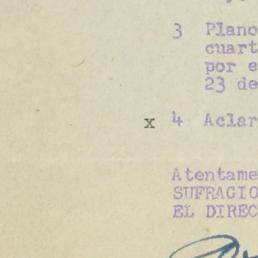 3 Plano
cuart
por e
23 de
x 4 Aclar
Atentame
SUFRAGIO
EL DIREC